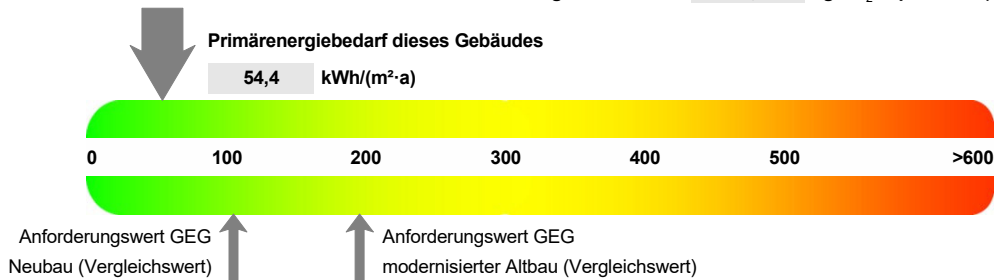 Primärenergiebedarf dieses Gebäudes
54,4 kWh/(m²·a)
0 100 200 300 400 500 >600
Anforderungswert GEG
Neubau (Vergleichswert)
Anforderungswert GEG
modernisierter Altbau (Vergleichswert)